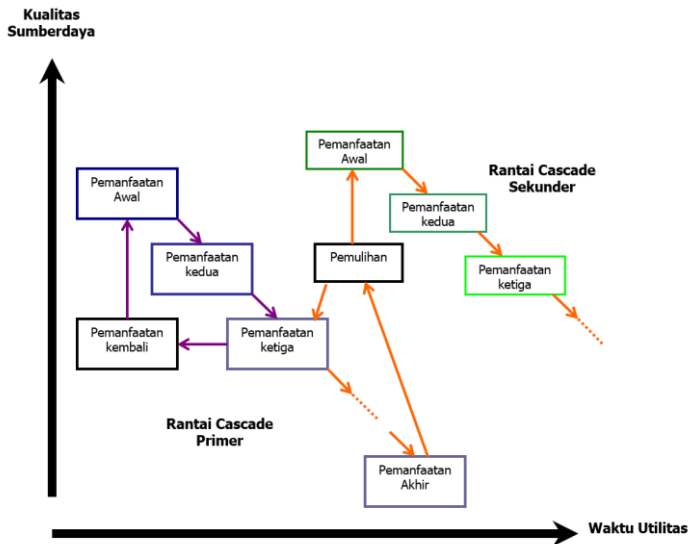 Kualitas
Sumberdaya
Pemanfaatan
Awal
Rantai Cascade
Sekunder
Pemanfaatan
Awal
Pemanfaatan
kedua
Pemanfaatan
kedua
Pemulihan
Pemanfaatan
ketiga
Pemanfaatan
kembali
Pemanfaatan
ketiga
Rantai Cascade
Primer
Pemanfaatan
Akhir
Waktu Utilitas